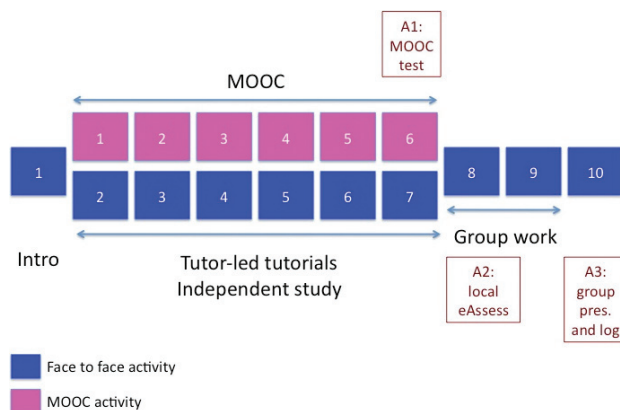 A1:
MOOC
test
MOOC
1 2 3 4 5 6
1
2 3 4 5 6 7
8 9 10
Intro
Tutor-led tutorials
Independent study
Group work
A2:
local
eAssess
A3:
group
pres.
and log
Face to face activity
MOOC activity